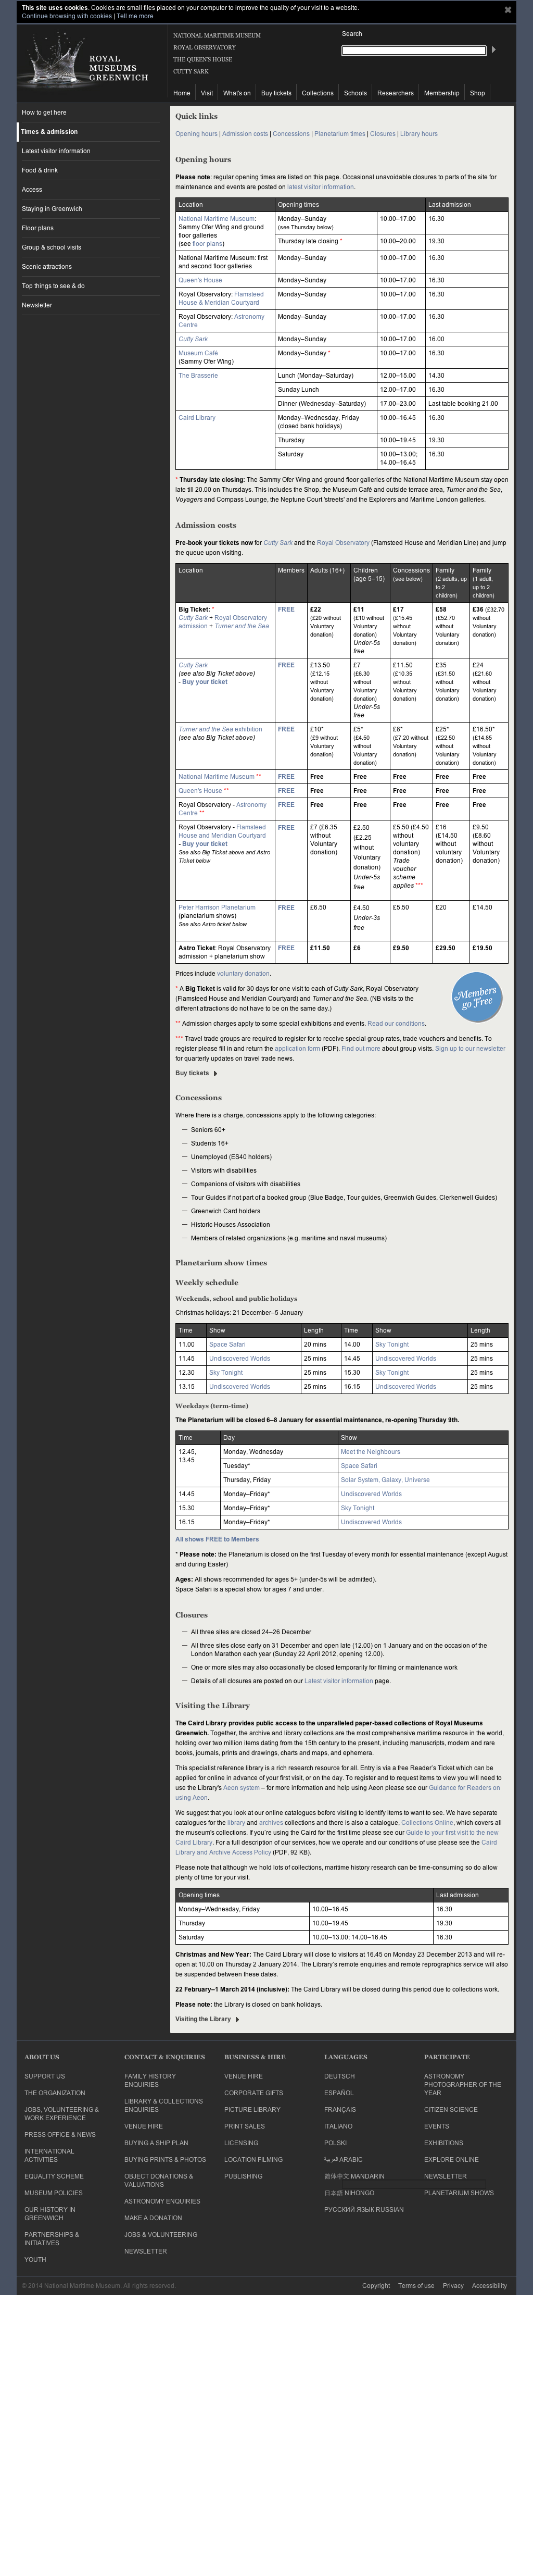 This site uses cookies. Cookies are small files placed on your computer to improve the quality of your visit to a website.
Continue browsing with cookies | Tell me more
ROYAL
MUSEUMS
GREENWICH
NATIONAL MARITIME MUSEUM
ROYAL OBSERVATORY
THE QUEEN'S HOUSE
CUTTY SARK
Search
Home Visit What's on Buy tickets Collections Schools Researchers Membership Shop
How to get here
Times & admission
Latest visitor information
Food & drink
Access
Staying in Greenwich
Floor plans
Group & school visits
Scenic attractions
Top things to see & do
Newsletter
Quick links
Opening hours | Admission costs | Concessions | Planetarium times | Closures | Library hours
Opening hours
Please note: regular opening times are listed on this page. Occasional unavoidable closures to parts of the site for
maintenance and events are posted on latest visitor information.
Location Opening times Last admission
National Maritime Museum:
Sammy Ofer Wing and ground
floor galleries
(see floor plans)
Monday–Sunday
(see Thursday below)
10.00–17.00 16.30
Thursday late closing * 10.00–20.00 19.30
National Maritime Museum: first
and second floor galleries
Monday–Sunday 10.00–17.00 16.30
Queen's House Monday–Sunday 10.00–17.00 16.30
Royal Observatory: Flamsteed
House & Meridian Courtyard
Monday–Sunday 10.00–17.00 16.30
Royal Observatory: Astronomy
Centre
Monday–Sunday 10.00–17.00 16.30
Cutty Sark Monday–Sunday 10.00–17.00 16.00
Museum Café
(Sammy Ofer Wing)
Monday–Sunday * 10.00–17.00 16.30
The Brasserie Lunch (Monday–Saturday) 12.00–15.00 14.30
Sunday Lunch 12.00–17.00 16.30
Dinner (Wednesday–Saturday) 17.00–23.00 Last table booking 21.00
Caird Library Monday–Wednesday, Friday
(closed bank holidays)
10.00–16.45 16.30
Thursday 10.00–19.45 19.30
Saturday 10.00–13.00;
14.00–16.45
16.30
* Thursday late closing: The Sammy Ofer Wing and ground floor galleries of the National Maritime Museum stay open
late till 20.00 on Thursdays. This includes the Shop, the Museum Café and outside terrace area, Turner and the Sea,
Voyagers and Compass Lounge, the Neptune Court 'streets' and the Explorers and Maritime London galleries.
Admission costs
Pre-book your tickets now for Cutty Sark and the Royal Observatory (Flamsteed House and Meridian Line) and jump
the queue upon visiting.
Location Members Adults (16+) Children
(age 5–15)
Concessions
(see below)
Family
(2 adults, up
to 2
children)
Family
(1 adult,
up to 2
children)
Big Ticket: *
Cutty Sark + Royal Observatory
admission + Turner and the Sea
FREE
£22
(£20 without
Voluntary
donation)
£11
(£10 without
Voluntary
donation)
Under-5s
free
£17
(£15.45
without
Voluntary
donation)
£58
(£52.70
without
Voluntary
donation)
£36 (£32.70
without
Voluntary
donation)
Cutty Sark
(see also Big Ticket above)
- Buy your ticket
FREE
£13.50
(£12.15
without
Voluntary
donation)
£7
(£6.30
without
Voluntary
donation)
Under-5s
free
£11.50
(£10.35
without
Voluntary
donation)
£35
(£31.50
without
Voluntary
donation)
£24
(£21.60
without
Voluntary
donation)
Turner and the Sea exhibition
(see also Big Ticket above)
FREE
£10*
(£9 without
Voluntary
donation)
£5*
(£4.50
without
Voluntary
donation)
£8*
(£7.20 without
Voluntary
donation)
£25*
(£22.50
without
Voluntary
donation)
£16.50*
(£14.85
without
Voluntary
donation)
National Maritime Museum ** FREE Free Free Free Free Free
Queen's House ** FREE Free Free Free Free Free
Royal Observatory - Astronomy
Centre **
FREE Free Free Free Free Free
Royal Observatory - Flamsteed
House and Meridian Courtyard
- Buy your ticket
See also Big Ticket above and Astro
Ticket below
FREE
£7 (£6.35
without
Voluntary
donation)
£2.50
(£2.25
without
Voluntary
donation)
Under-5s
free
£5.50 (£4.50
without
voluntary
donation)
Trade
voucher
scheme
applies ***
£16
(£14.50
without
voluntary
donation)
£9.50
(£8.60
without
Voluntary
donation)
Peter Harrison Planetarium
(planetarium shows)
See also Astro ticket below
FREE £6.50
£4.50
Under-3s
free
£5.50 £20 £14.50
Astro Ticket: Royal Observatory
admission + planetarium show
FREE £11.50 £6 £9.50 £29.50 £19.50
Prices include voluntary donation.
Members
go Free
* A Big Ticket is valid for 30 days for one visit to each of Cutty Sark, Royal Observatory
(Flamsteed House and Meridian Courtyard) and Turner and the Sea. (NB visits to the
different attractions do not have to be on the same day.)
** Admission charges apply to some special exhibitions and events. Read our conditions.
*** Travel trade groups are required to register for to receive special group rates, trade vouchers and benefits. To
register please fill in and return the application form (PDF). Find out more about group visits. Sign up to our newsletter
for quarterly updates on travel trade news.
Buy tickets
Concessions
Where there is a charge, concessions apply to the following categories:
— Seniors 60+
— Students 16+
— Unemployed (ES40 holders)
— Visitors with disabilities
— Companions of visitors with disabilities
— Tour Guides if not part of a booked group (Blue Badge, Tour guides, Greenwich Guides, Clerkenwell Guides)
— Greenwich Card holders
— Historic Houses Association
— Members of related organizations (e.g. maritime and naval museums)
Planetarium show times
Weekly schedule
Weekends, school and public holidays
Christmas holidays: 21 December–5 January
Time Show Length Time Show Length
11.00 Space Safari 20 mins 14.00 Sky Tonight 25 mins
11.45 Undiscovered Worlds 25 mins 14.45 Undiscovered Worlds 25 mins
12.30 Sky Tonight 25 mins 15.30 Sky Tonight 25 mins
13.15 Undiscovered Worlds 25 mins 16.15 Undiscovered Worlds 25 mins
Weekdays (term-time)
The Planetarium will be closed 6–8 January for essential maintenance, re-opening Thursday 9th.
Time Day Show
12.45,
13.45
Monday, Wednesday Meet the Neighbours
Tuesday* Space Safari
Thursday, Friday Solar System, Galaxy, Universe
14.45 Monday–Friday* Undiscovered Worlds
15.30 Monday–Friday* Sky Tonight
16.15 Monday–Friday* Undiscovered Worlds
All shows FREE to Members
* Please note: the Planetarium is closed on the first Tuesday of every month for essential maintenance (except August
and during Easter)
Ages: All shows recommended for ages 5+ (under-5s will be admitted).
Space Safari is a special show for ages 7 and under.
Closures
— All three sites are closed 24–26 December
— All three sites close early on 31 December and open late (12.00) on 1 January and on the occasion of the
London Marathon each year (Sunday 22 April 2012, opening 12.00).
— One or more sites may also occasionally be closed temporarily for filming or maintenance work
— Details of all closures are posted on our Latest visitor information page.
Visiting the Library
The Caird Library provides public access to the unparalleled paper-based collections of Royal Museums
Greenwich. Together, the archive and library collections are the most comprehensive maritime resource in the world,
holding over two million items dating from the 15th century to the present, including manuscripts, modern and rare
books, journals, prints and drawings, charts and maps, and ephemera.
This specialist reference library is a rich research resource for all. Entry is via a free Reader's Ticket which can be
applied for online in advance of your first visit, or on the day. To register and to request items to view you will need to
use the Library's Aeon system – for more information and help using Aeon please see our Guidance for Readers on
using Aeon.
We suggest that you look at our online catalogues before visiting to identify items to want to see. We have separate
catalogues for the library and archives collections and there is also a catalogue, Collections Online, which covers all
the museum's collections. If you're using the Caird for the first time please see our Guide to your first visit to the new
Caird Library. For a full description of our services, how we operate and our conditions of use please see the Caird
Library and Archive Access Policy (PDF, 92 KB).
Please note that although we hold lots of collections, maritime history research can be time-consuming so do allow
plenty of time for your visit.
Opening times Last admission
Monday–Wednesday, Friday 10.00–16.45 16.30
Thursday 10.00–19.45 19.30
Saturday 10.00–13.00; 14.00–16.45 16.30
Christmas and New Year: The Caird Library will close to visitors at 16.45 on Monday 23 December 2013 and will re-
open at 10.00 on Thursday 2 January 2014. The Library's remote enquiries and remote reprographics service will also
be suspended between these dates.
22 February–1 March 2014 (inclusive): The Caird Library will be closed during this period due to collections work.
Please note: the Library is closed on bank holidays.
Visiting the Library
ABOUT US
SUPPORT US
THE ORGANIZATION
JOBS, VOLUNTEERING &
WORK EXPERIENCE
PRESS OFFICE & NEWS
INTERNATIONAL
ACTIVITIES
EQUALITY SCHEME
MUSEUM POLICIES
OUR HISTORY IN
GREENWICH
PARTNERSHIPS &
INITIATIVES
YOUTH
CONTACT & ENQUIRIES
FAMILY HISTORY
ENQUIRIES
LIBRARY & COLLECTIONS
ENQUIRIES
VENUE HIRE
BUYING A SHIP PLAN
BUYING PRINTS & PHOTOS
OBJECT DONATIONS &
VALUATIONS
ASTRONOMY ENQUIRIES
MAKE A DONATION
JOBS & VOLUNTEERING
NEWSLETTER
BUSINESS & HIRE
VENUE HIRE
CORPORATE GIFTS
PICTURE LIBRARY
PRINT SALES
LICENSING
LOCATION FILMING
PUBLISHING
LANGUAGES
DEUTSCH
ESPAÑOL
FRANÇAIS
ITALIANO
POLSKI
العربية ARABIC
简体中文 MANDARIN
日本語 NIHONGO
РУССКИЙ ЯЗЫК RUSSIAN
PARTICIPATE
ASTRONOMY
PHOTOGRAPHER OF THE
YEAR
CITIZEN SCIENCE
EVENTS
EXHIBITIONS
EXPLORE ONLINE
NEWSLETTER
PLANETARIUM SHOWS
© 2014 National Maritime Museum. All rights reserved.
Copyright Terms of use Privacy Accessibility